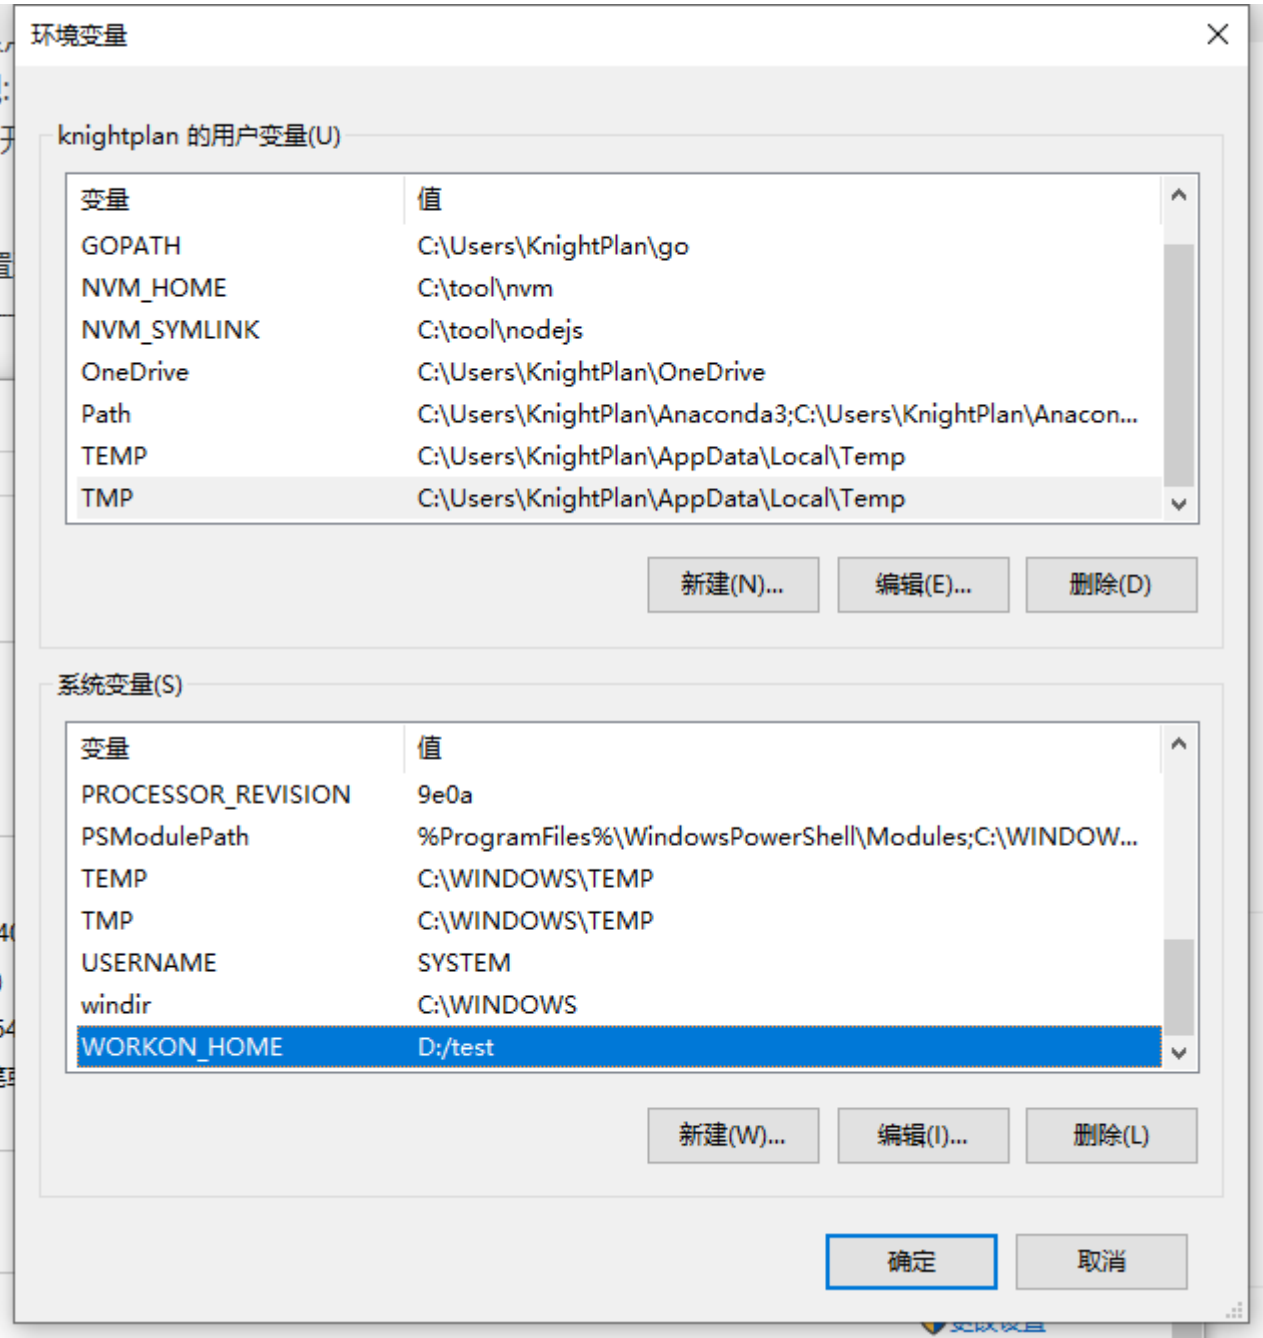 环境变量
knightplan 的用户变量(U)
变量 值
GOPATH C:\Users\KnightPlan\go
NVM_HOME C:\tool\nvm
NVM_SYMLINK C:\tool\nodejs
OneDrive C:\Users\KnightPlan\OneDrive
Path C:\Users\KnightPlan\Anaconda3;C:\Users\KnightPlan\Anacon...
TEMP C:\Users\KnightPlan\AppData\Local\Temp
TMP C:\Users\KnightPlan\AppData\Local\Temp
新建(N)... 编辑(E)... 删除(D)
系统变量(S)
变量 值
PROCESSOR_REVISION 9e0a
PSModulePath %ProgramFiles%\WindowsPowerShell\Modules;C:\WINDOW...
TEMP C:\WINDOWS\TEMP
TMP C:\WINDOWS\TEMP
USERNAME SYSTEM
windir C:\WINDOWS
WORKON_HOME D:/test
新建(W)... 编辑(I)... 删除(L)
确定 取消
更改设置